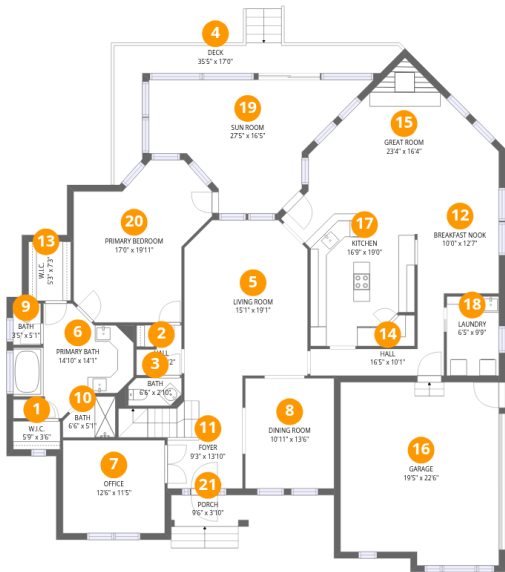 4
DECK
35'5" x 17'0"
19
SUN ROOM
27'5" x 16'5"
15
GREAT ROOM
23'4" x 16'4"
20
PRIMARY BEDROOM
17'0" x 19'11"
17
KITCHEN
16'9" x 19'0"
12
BREAKFAST NOOK
10'0" x 12'7"
13
W.I.C.
5'3" x 7'3"
5
LIVING ROOM
15'1" x 19'1"
9
BATH
3'5" x 5'1"
6
PRIMARY BATH
14'10" x 14'1"
2
3
BATH
6'6" x 2'10"
14
HALL
16'5" x 10'1"
18
LAUNDRY
6'5" x 9'9"
1
W.I.C.
5'9" x 3'6"
10
BATH
6'6" x 5'1"
11
FOYER
9'3" x 13'10"
8
DINING ROOM
10'11" x 13'6"
7
OFFICE
12'6" x 11'5"
16
GARAGE
19'5" x 22'6"
21
PORCH
9'6" x 3'10"